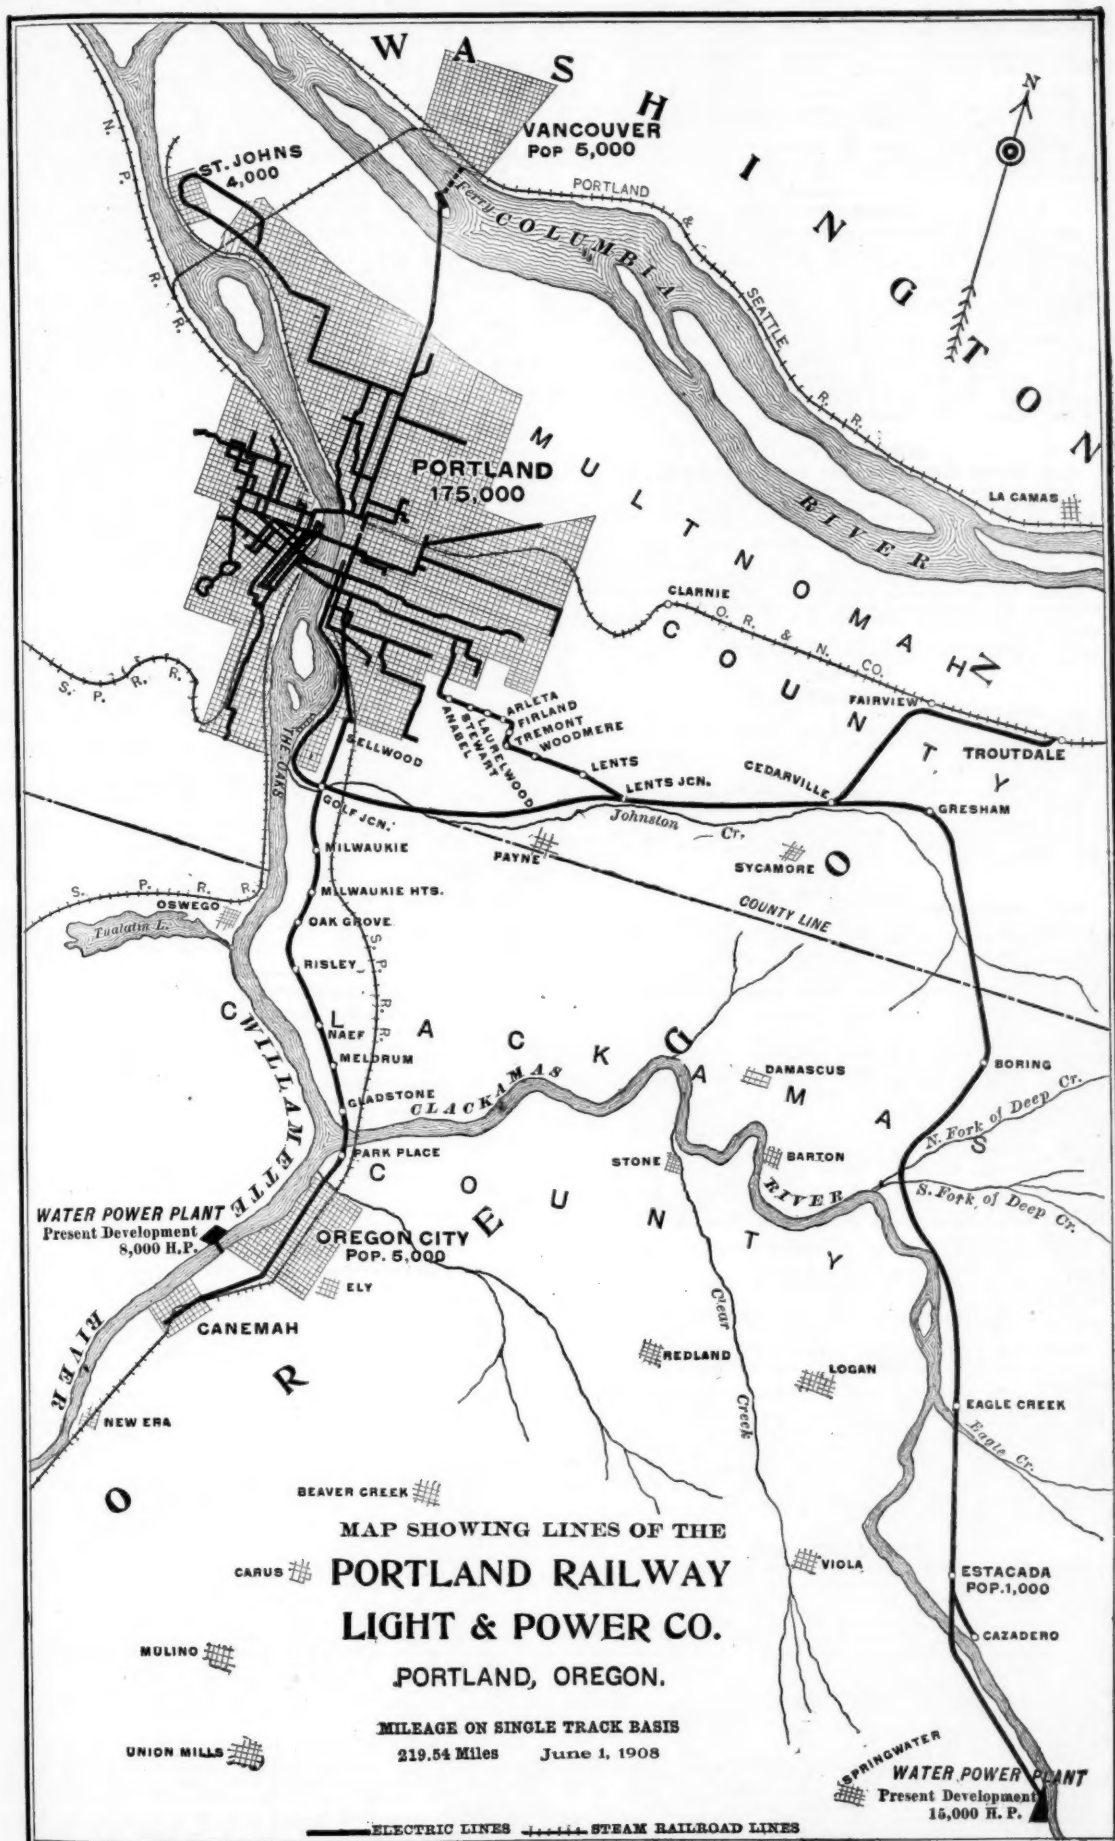 WASHINGTON
VANCOUVER
POP 5,000
N
ST. JOHNS
4,000
N. P. R. R.
Ferry
PORTLAND & SEATTLE R. R.
COLUMBIA RIVER
MULTNOMAH COUNTY
PORTLAND
175,000
LA CAMAS
CLARNIE
O. R. & N. CO.
FAIRVIEW
TROUTDALE
S. P. R. R.
ARLETA
FIRLAND
TREMONT
WOODMERE
LAURELWOOD
STEWART
ANABEL
SELLWOOD
THE OAKS
LENTS
LENTS JCN.
CEDARVILLE
GRESHAM
GOLF JCN.
Johnston Cr.
PAYNE
SYCAMORE
MILWAUKIE
MILWAUKIE HTS.
S. P. R. R.
OSWEGO
Tualatin L.
OAK GROVE
COUNTY LINE
RISLEY
S. P. R. R.
CLACKAMAS COUNTY
OREGON
NAEF
MELDRUM
GLADSTONE
CLACKAMAS RIVER
DAMASCUS
BORING
N. Fork of Deep Cr.
S. Fork of Deep Cr.
PARK PLACE
STONE
BARTON
WILLAMETTE RIVER
WATER POWER PLANT
Present Development
8,000 H.P.
OREGON CITY
POP. 5,000
ELY
CANEMAH
Clear Creek
REDLAND
LOGAN
NEW ERA
EAGLE CREEK
Eagle Cr.
BEAVER CREEK
CARUS
VIOLA
ESTACADA
POP. 1,000
CAZADERO
MULINO
UNION MILLS
MAP SHOWING LINES OF THE
PORTLAND RAILWAY
LIGHT & POWER CO.
PORTLAND, OREGON.
MILEAGE ON SINGLE TRACK BASIS
219.54 Miles June 1, 1908
SPRINGWATER
WATER POWER PLANT
Present Development
15,000 H. P.
ELECTRIC LINES STEAM RAILROAD LINES